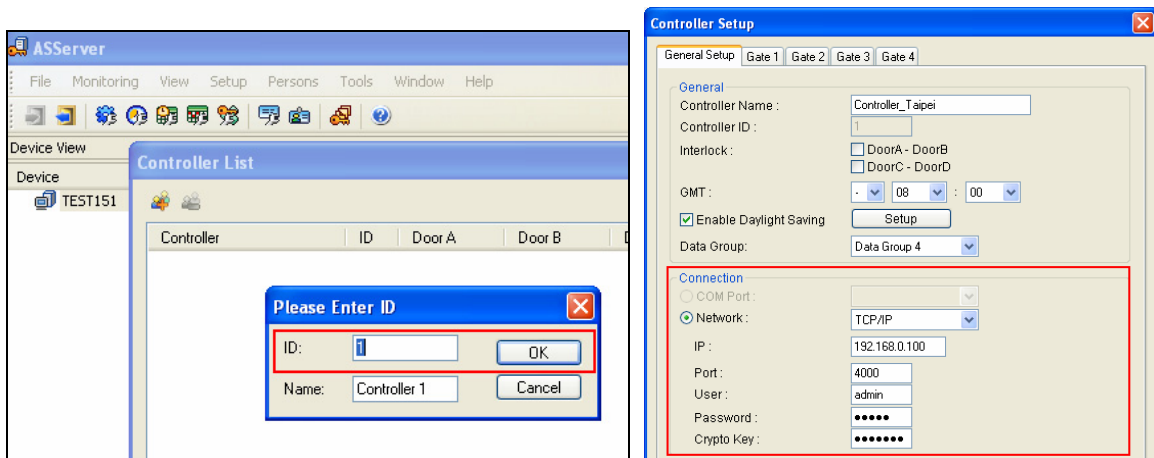 ASServer
File Monitoring View Setup Persons Tools Window Help
Device View
Device
TEST151
Controller List
Controller ID Door A Door B
Please Enter ID
ID: 1 OK
Name: Controller 1 Cancel
Controller Setup
General Setup Gate 1 Gate 2 Gate 3 Gate 4
General
Controller Name : Controller_Taipei
Controller ID : 1
Interlock : DoorA - DoorB
DoorC - DoorD
GMT : - 08 : 00
Enable Daylight Saving Setup
Data Group: Data Group 4
Connection
COM Port :
Network : TCP/IP
IP : 192.168.0.100
Port : 4000
User : admin
Password : •••••
Crypto Key : •••••••